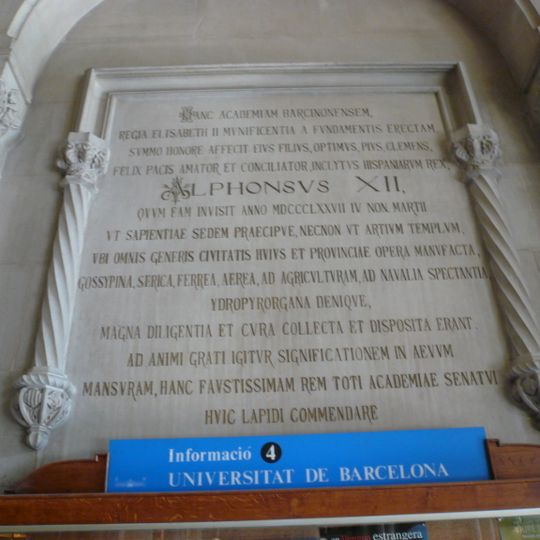 HANC ACADEMIAM BARCINONENSEM,
REGIA ELISABETH II MVNIFICENTIA A FVNDAMENTIS ERECTAM,
SVMMO HONORE AFFECIT EIVS FILIVS, OPTIMVS, PIVS, CLEMENS,
FELIX PACIS AMATOR ET CONCILIATOR, INCLYTVS HISPANIARVM REX,
ALPHONSVS XII,
QVVM EAM INVISIT ANNO MDCCCLXXVII IV NON. MARTII
VT SAPIENTIAE SEDEM PRAECIPVE, NECNON VT ARTIVM TEMPLVM,
VBI OMNIS GENERIS CIVITATIS HVIVS ET PROVINCIAE OPERA MANVFACTA,
GOSSYPINA, SERICA, FERREA, AEREA, AD AGRICVLTVRAM, AD NAVALIA SPECTANTIA,
YDROPYRORGANA DENIQVE,
MAGNA DILIGENTIA ET CVRA COLLECTA ET DISPOSITA ERANT.
AD ANIMI GRATI IGITVR SIGNIFICATIONEM IN AEVVM
MANSVRAM, HANC FAVSTISSIMAM REM TOTI ACADEMIAE SENATVI
HVIC LAPIDI COMMENDARE
Informació 4
UNIVERSITAT DE BARCELONA
estrangera